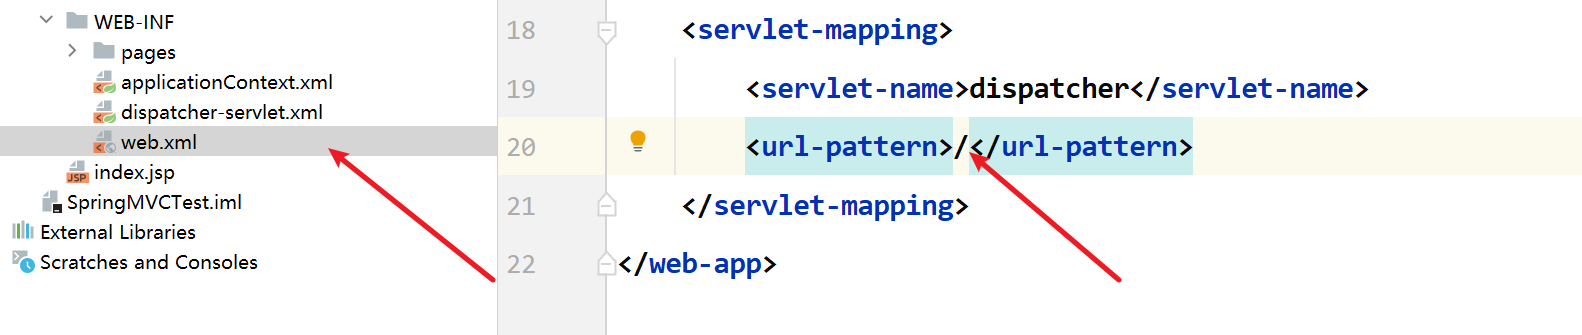 WEB-INF
pages
applicationContext.xml
dispatcher-servlet.xml
web.xml
JSP index.jsp
SpringMVCTest.iml
External Libraries
Scratches and Consoles
18 <servlet-mapping>
19 <servlet-name>dispatcher</servlet-name>
20 <url-pattern>/</url-pattern>
21 </servlet-mapping>
22 </web-app>